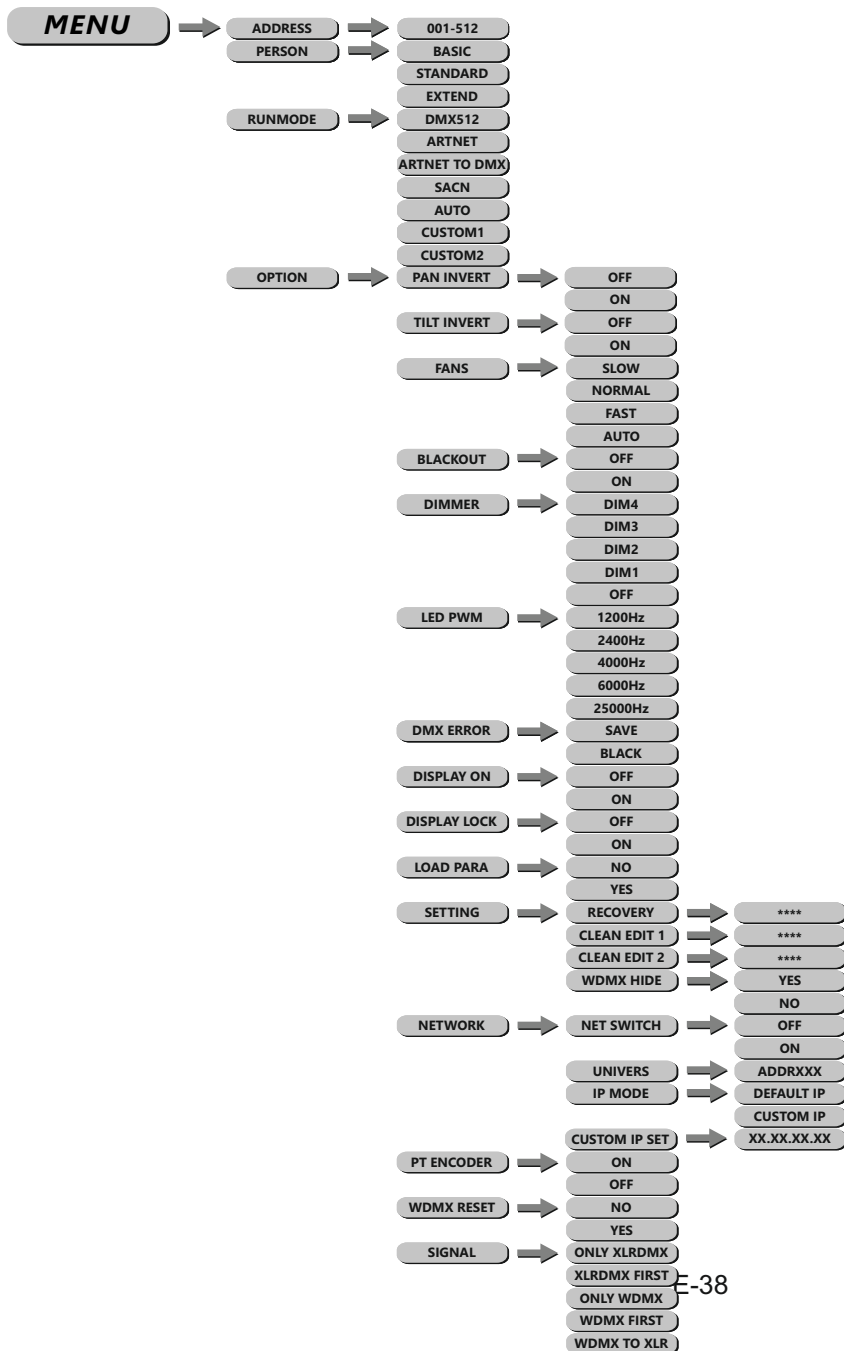 MENU
ADDRESS 001-512
PERSON BASIC
STANDARD
EXTEND
RUNMODE DMX512
ARTNET
ARTNET TO DMX
SACN
AUTO
CUSTOM1
CUSTOM2
OPTION PAN INVERT OFF
ON
TILT INVERT OFF
ON
FANS SLOW
NORMAL
FAST
AUTO
BLACKOUT OFF
ON
DIMMER DIM4
DIM3
DIM2
DIM1
OFF
LED PWM 1200Hz
2400Hz
4000Hz
6000Hz
25000Hz
DMX ERROR SAVE
BLACK
DISPLAY ON OFF
ON
DISPLAY LOCK OFF
ON
LOAD PARA NO
YES
SETTING RECOVERY ****
CLEAN EDIT 1 ****
CLEAN EDIT 2 ****
WDMX HIDE YES
NO
NETWORK NET SWITCH OFF
ON
UNIVERS ADDRXXX
IP MODE DEFAULT IP
CUSTOM IP
CUSTOM IP SET XX.XX.XX.XX
PT ENCODER ON
OFF
WDMX RESET NO
YES
SIGNAL ONLY XLRDMX
XLRDMX FIRST
E-38
ONLY WDMX
WDMX FIRST
WDMX TO XLR